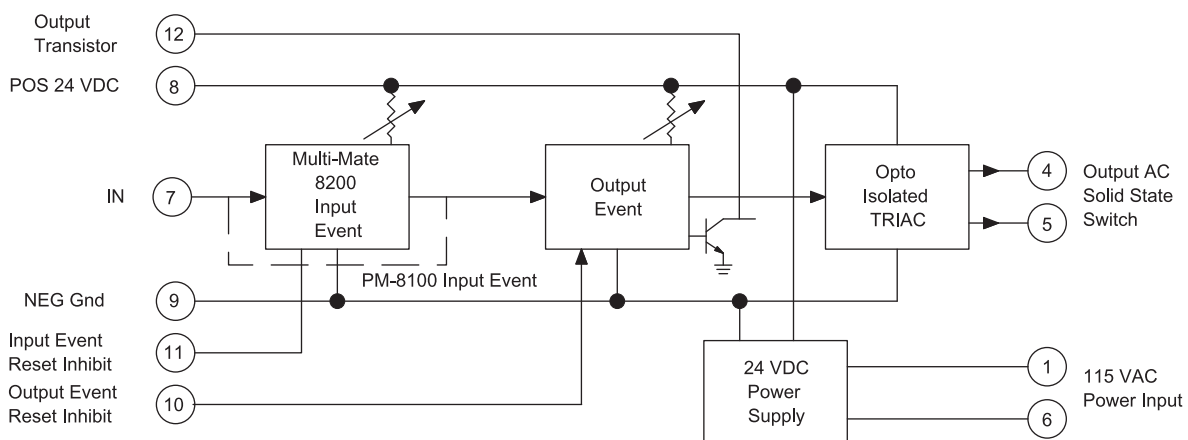 Output
Transistor
12
POS 24 VDC
8
IN
7
Multi-Mate
8200
Input
Event
Output
Event
Opto
Isolated
TRIAC
4
5
Output AC
Solid State
Switch
PM-8100 Input Event
NEG Gnd
9
Input Event
Reset Inhibit
11
Output Event
Reset Inhibit
10
24 VDC
Power
Supply
1
6
115 VAC
Power Input